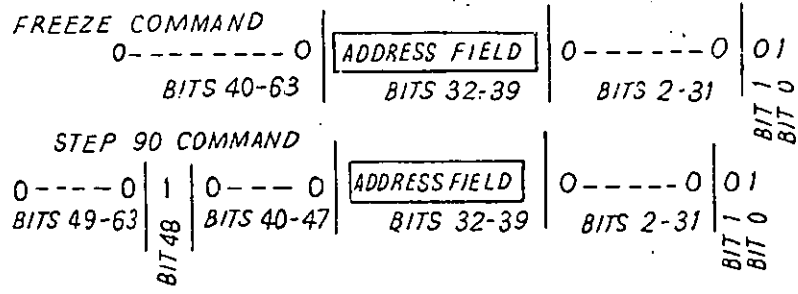 FREEZE COMMAND
0--------0 | ADDRESS FIELD | 0------0 | 01
BITS 40-63 BITS 32-39 BITS 2-31 BIT 1 BIT 0
STEP 90 COMMAND
0----0 | 1 | 0----0 | ADDRESS FIELD | 0-----0 | 01
BITS 49-63 BIT 48 BITS 40-47 BITS 32-39 BITS 2-31 BIT 1 BIT 0